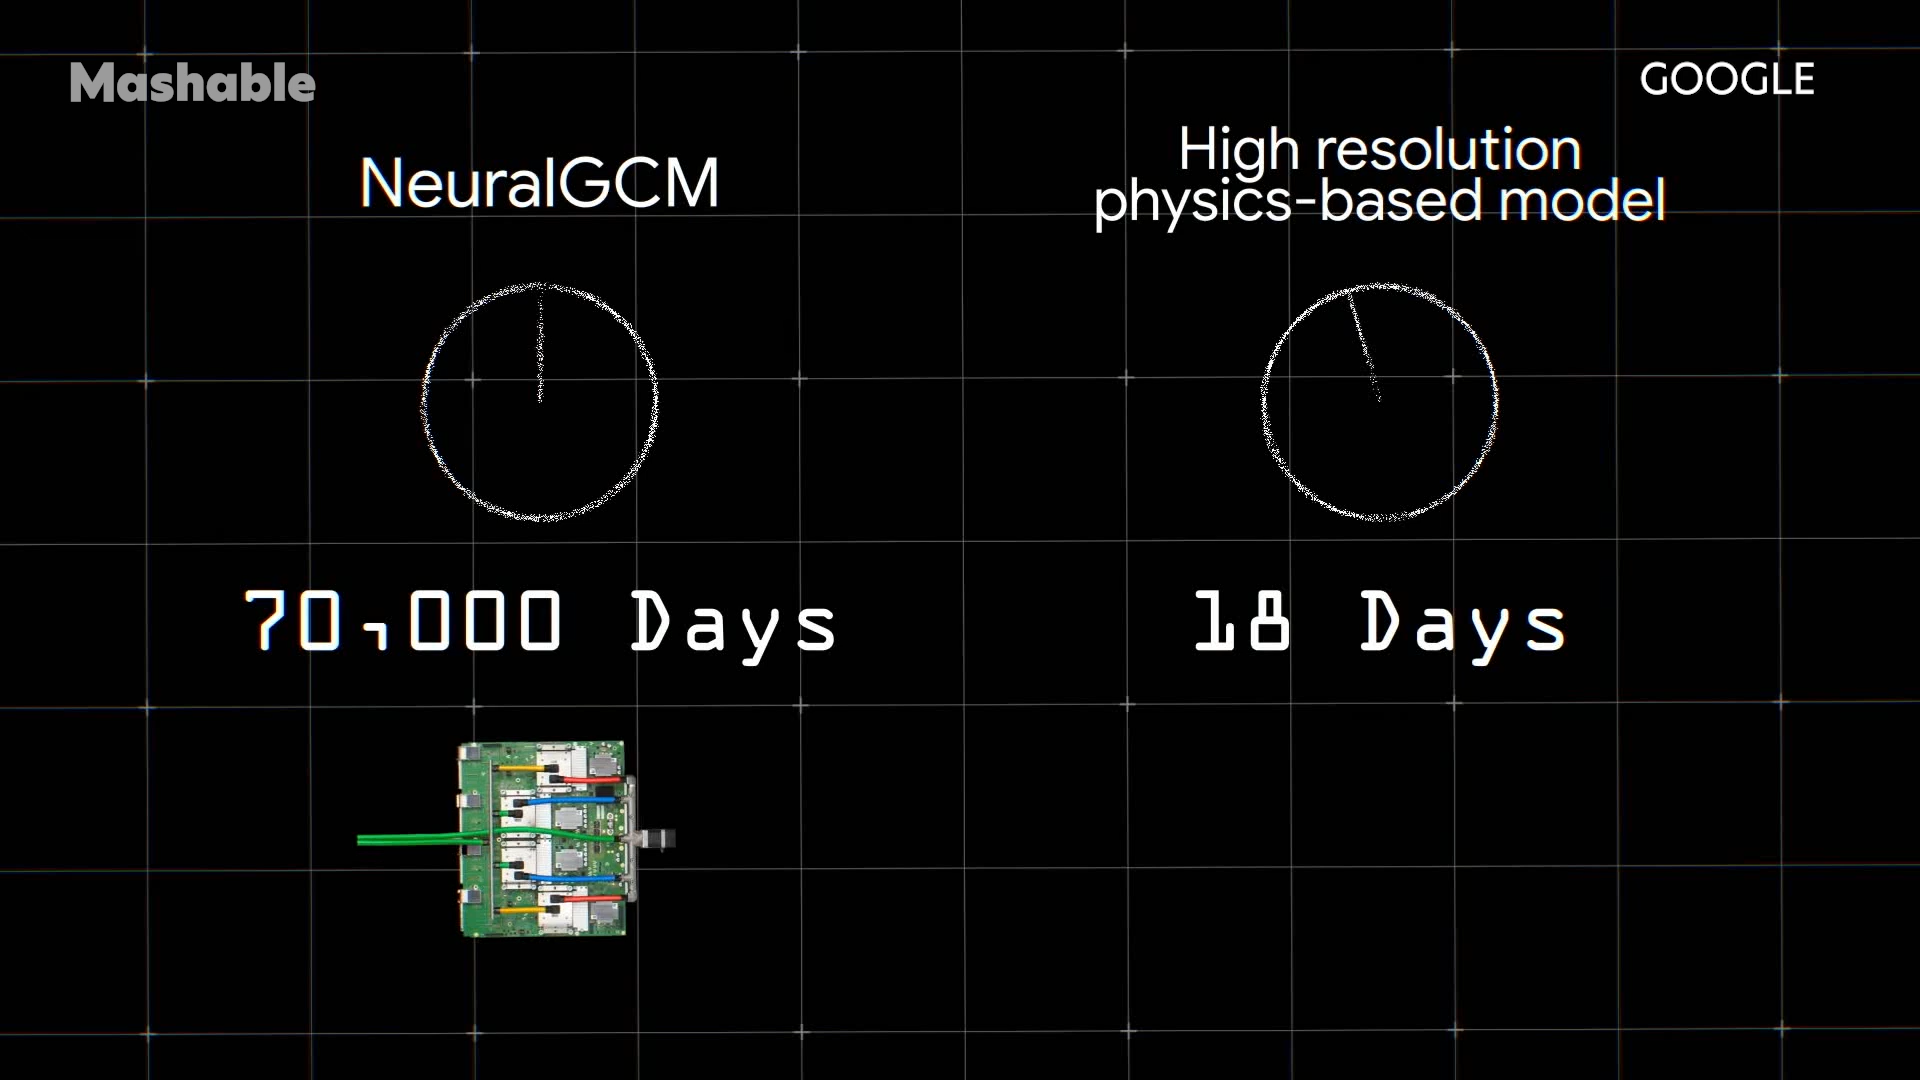 Mashable
GOOGLE
NeuralGCM
High resolution
physics-based model
70,000 Days
18 Days